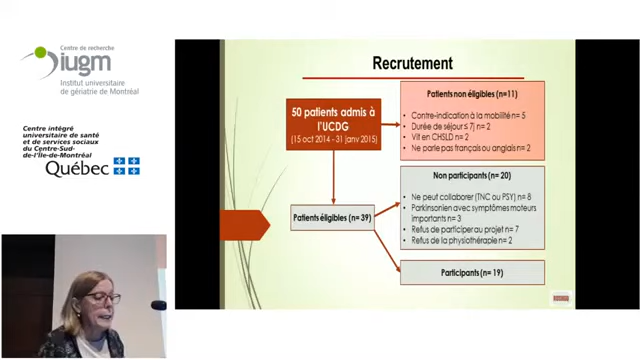 Centre de recherche
iugm
Institut universitaire
de gériatrie de Montréal
Centre intégré
universitaire de santé
et de services sociaux
du Centre-Sud-
de-l'Île-de-Montréal
Québec
Recrutement
50 patients admis à
l'UCDG
(15 oct 2014 - 31 janv 2015)
Patients non éligibles (n=11)
• Contre-indication à la mobilité n= 5
• Durée de séjour ≤ 7j n= 2
• Vit en CHSLD n= 2
• Ne parle pas français ou anglais n= 2
Patients éligibles (n= 39)
Non participants (n= 20)
• Ne peut collaborer (TNC ou PSY) n= 8
• Parkinsonien avec symptômes moteurs
importants n= 3
• Refus de participer au projet n= 7
• Refus de la physiothérapie n= 2
Participants (n= 19)